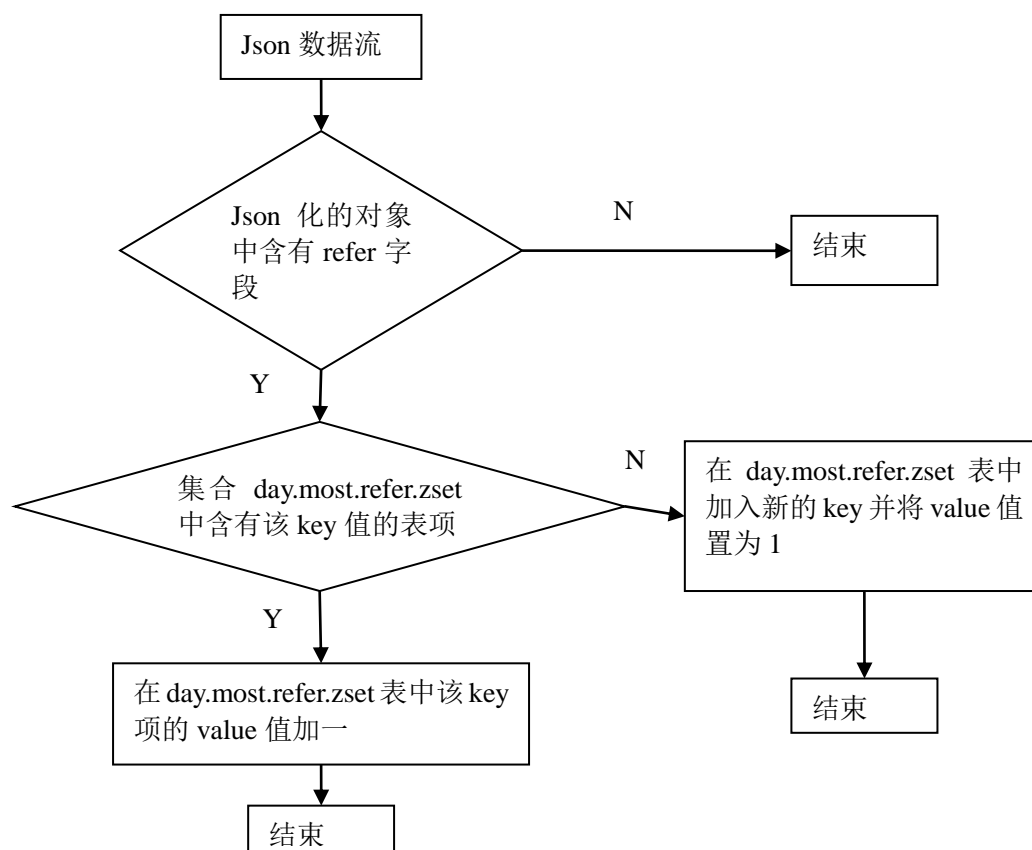 Json 数据流
Json 化的对象
中含有 refer 字
段
N
结束
Y
集合 day.most.refer.zset
中含有该 key 值的表项
N
在 day.most.refer.zset 表中
加入新的 key 并将 value 值
置为 1
Y
在 day.most.refer.zset 表中该 key
项的 value 值加一
结束
结束